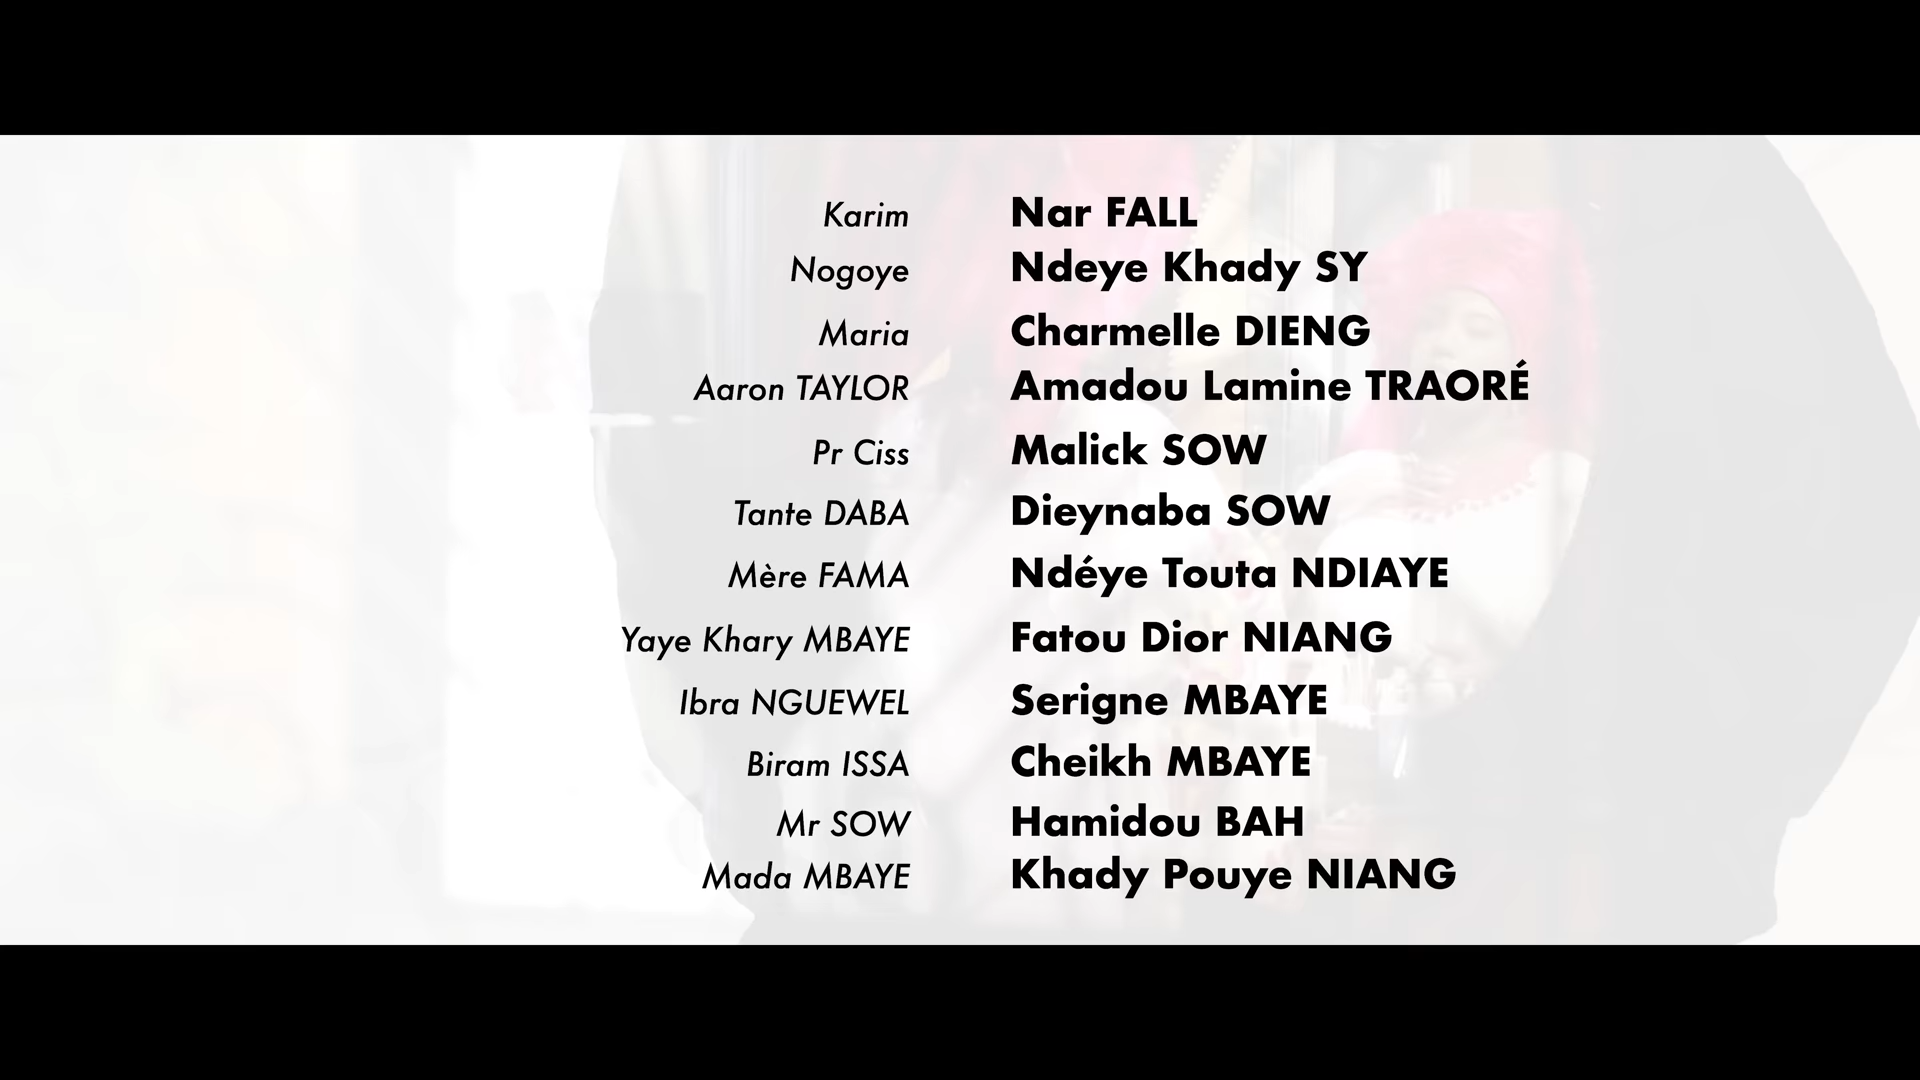 Karim Nar FALL
Nogoye Ndeye Khady SY
Maria Charmelle DIENG
Aaron TAYLOR Amadou Lamine TRAORÉ
Pr Ciss Malick SOW
Tante DABA Dieynaba SOW
Mère FAMA Ndéye Touta NDIAYE
Yaye Khary MBAYE Fatou Dior NIANG
Ibra NGUEWEL Serigne MBAYE
Biram ISSA Cheikh MBAYE
Mr SOW Hamidou BAH
Mada MBAYE Khady Pouye NIANG